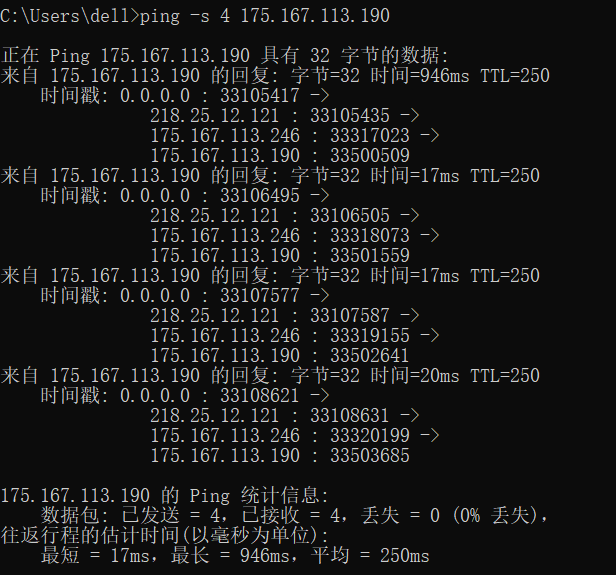 C:\Users\dell>ping -s 4 175.167.113.190
正在 Ping 175.167.113.190 具有 32 字节的数据:
来自 175.167.113.190 的回复: 字节=32 时间=946ms TTL=250
时间戳: 0.0.0.0 : 33105417 ->
218.25.12.121 : 33105435 ->
175.167.113.246 : 33317023 ->
175.167.113.190 : 33500509
来自 175.167.113.190 的回复: 字节=32 时间=17ms TTL=250
时间戳: 0.0.0.0 : 33106495 ->
218.25.12.121 : 33106505 ->
175.167.113.246 : 33318073 ->
175.167.113.190 : 33501559
来自 175.167.113.190 的回复: 字节=32 时间=17ms TTL=250
时间戳: 0.0.0.0 : 33107577 ->
218.25.12.121 : 33107587 ->
175.167.113.246 : 33319155 ->
175.167.113.190 : 33502641
来自 175.167.113.190 的回复: 字节=32 时间=20ms TTL=250
时间戳: 0.0.0.0 : 33108621 ->
218.25.12.121 : 33108631 ->
175.167.113.246 : 33320199 ->
175.167.113.190 : 33503685
175.167.113.190 的 Ping 统计信息:
数据包: 已发送 = 4，已接收 = 4，丢失 = 0 (0% 丢失)，
往返行程的估计时间(以毫秒为单位):
最短 = 17ms，最长 = 946ms，平均 = 250ms